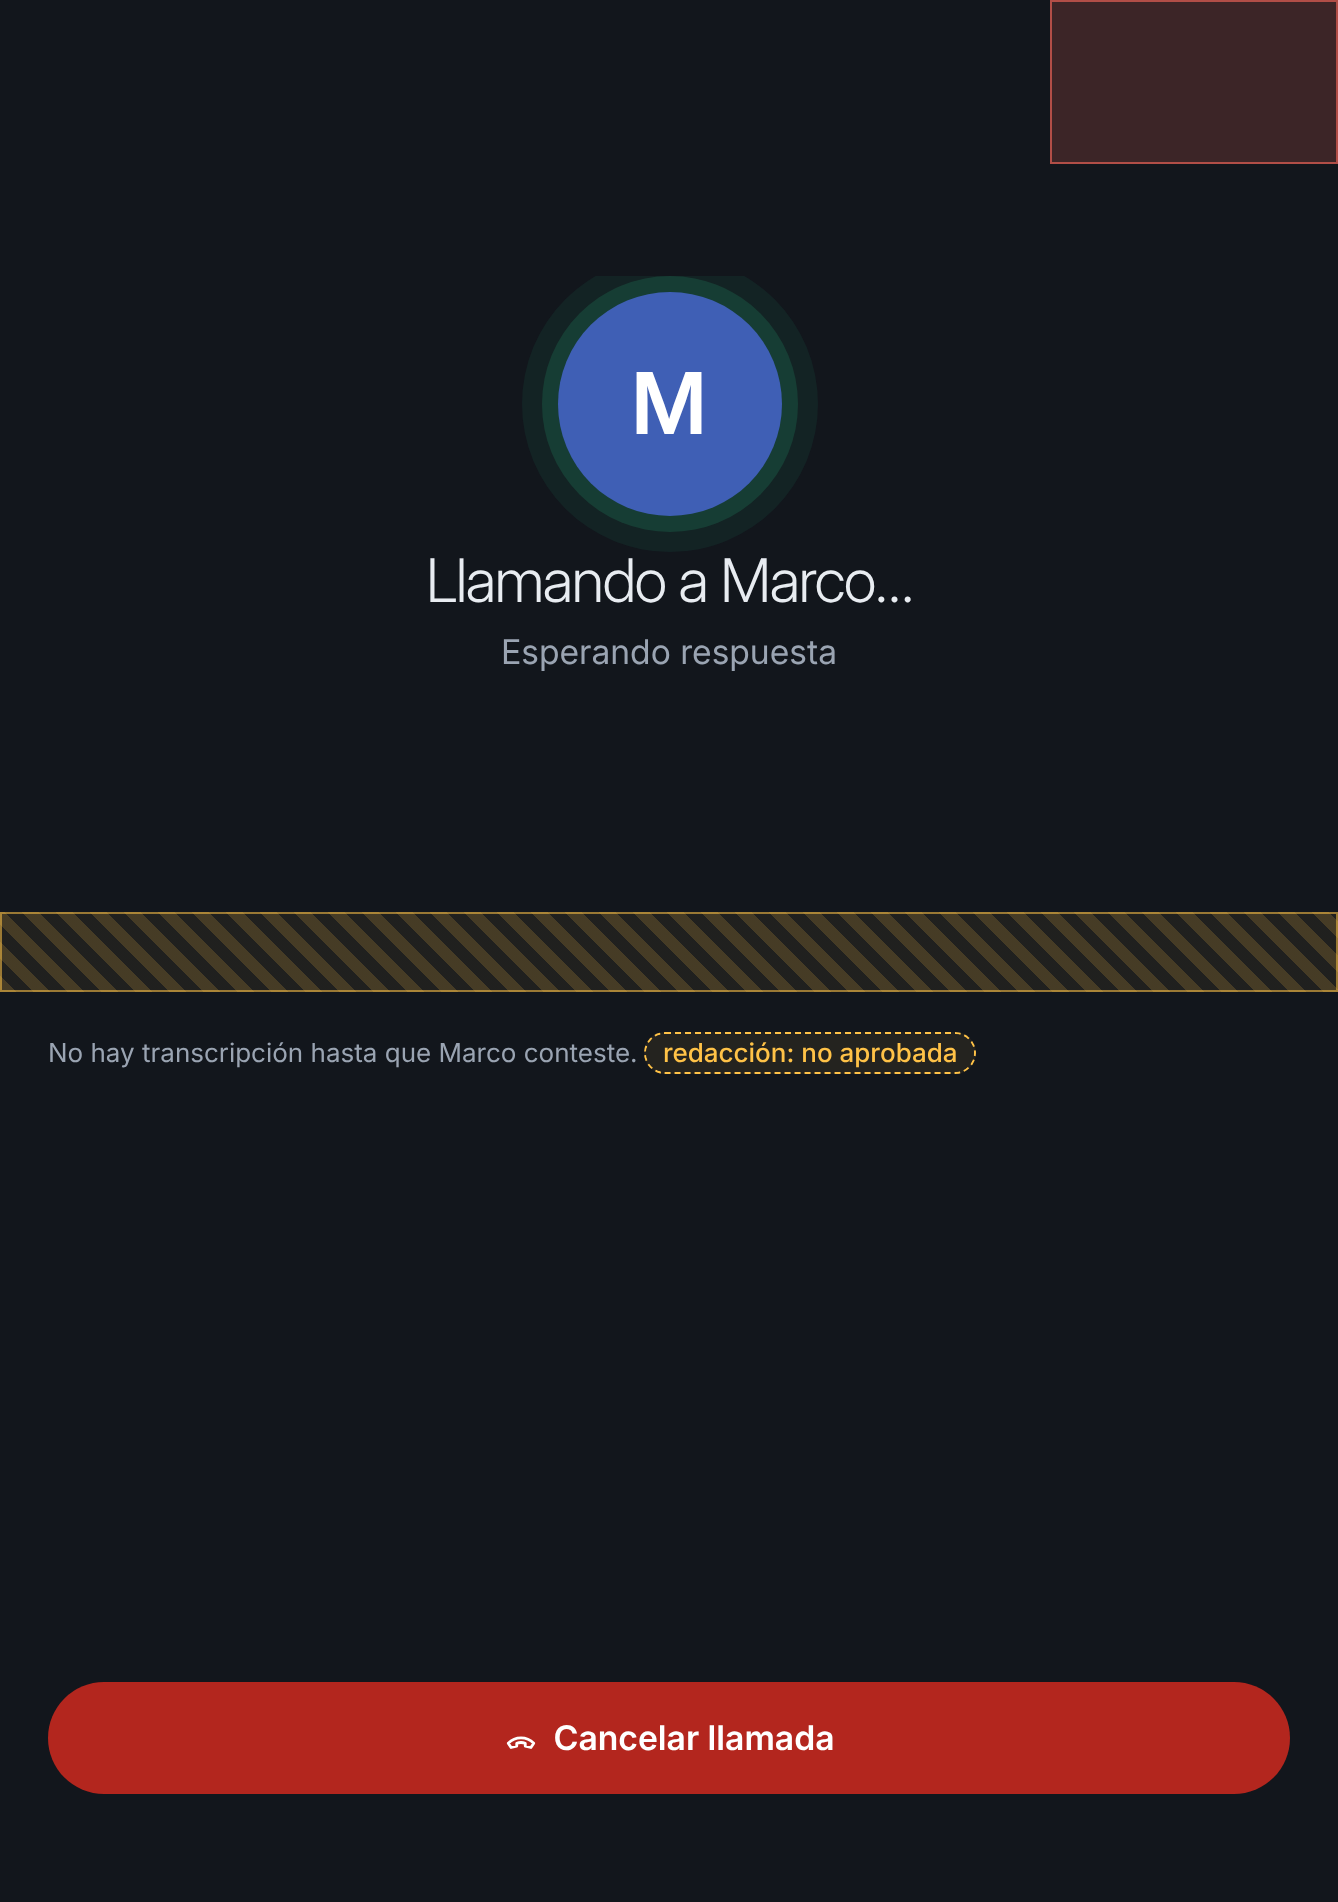 M
Llamando a Marco...
Esperando respuesta
No hay transcripción hasta que Marco conteste. redacción: no aprobada
Cancelar llamada